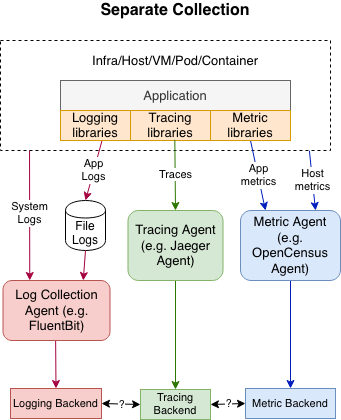 Separate Collection
Infra/Host/VM/Pod/Container
Application
Logging
libraries
Tracing
libraries
Metric
libraries
App
Logs
Traces
App
metrics
Host
metrics
System
Logs
File
Logs
Tracing Agent
(e.g. Jaeger
Agent)
Metric Agent
(e.g.
OpenCensus
Agent)
Log Collection
Agent (e.g.
FluentBit)
Logging Backend
?
Tracing
Backend
?
Metric Backend